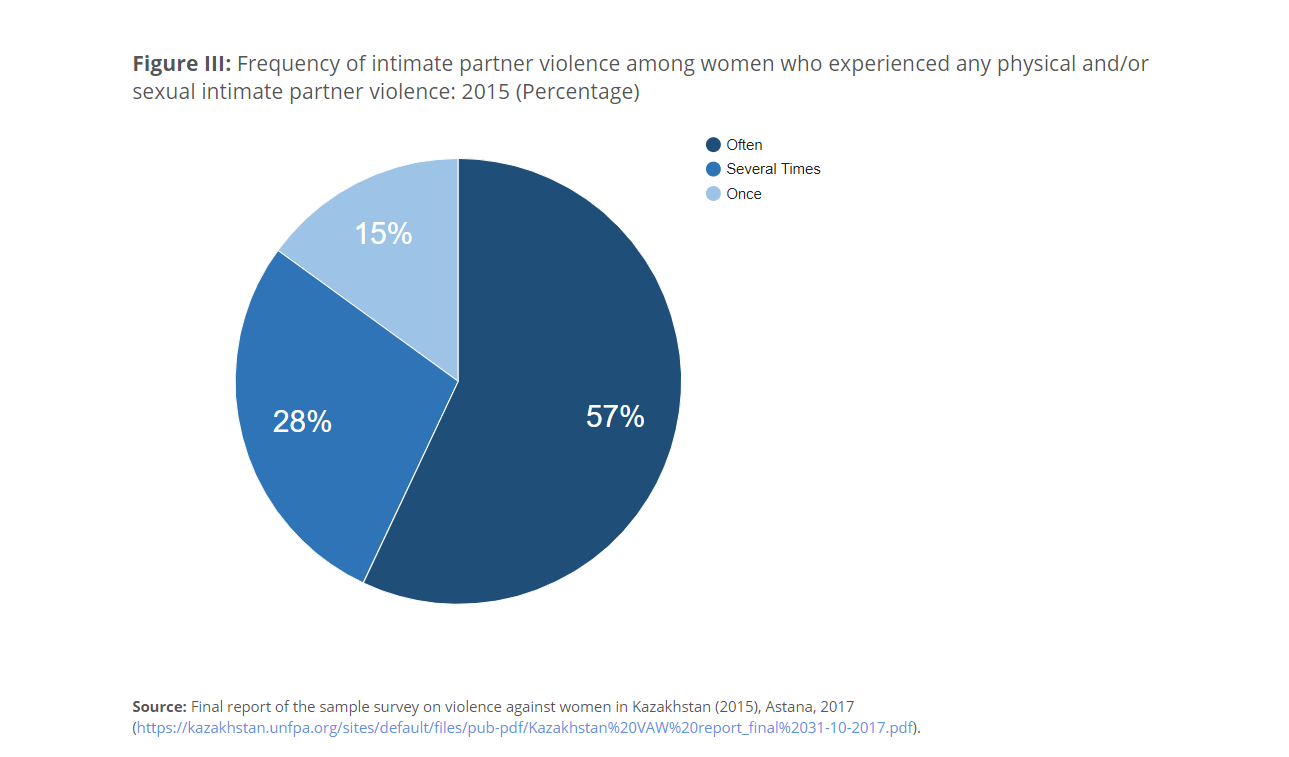 Figure III: Frequency of intimate partner violence among women who experienced any physical and/or
sexual intimate partner violence: 2015 (Percentage)
Often
Several Times
Once
15%
28%
57%
Source: Final report of the sample survey on violence against women in Kazakhstan (2015), Astana, 2017
(https://kazakhstan.unfpa.org/sites/default/files/pub-pdf/Kazakhstan%20VAW%20report_final%2031-10-2017.pdf).